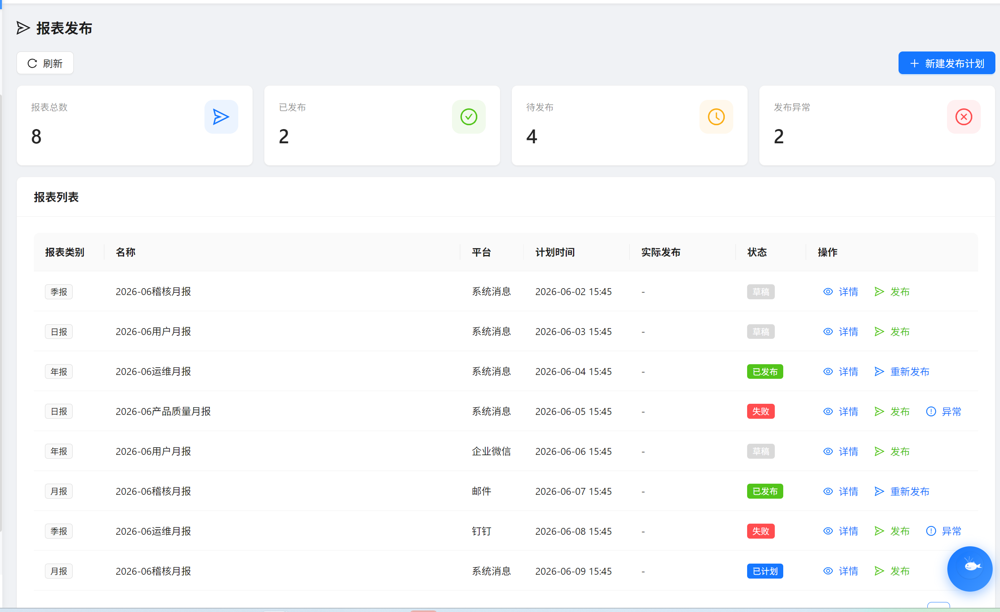 报表发布
刷新
新建发布计划
报表总数 已发布 待发布 发布异常
8 2 4 2
报表列表
报表类别 名称 平台 计划时间 实际发布 状态 操作
季报 2026-06稽核月报 系统消息 2026-06-02 15:45 - 草稿 详情 发布
日报 2026-06用户月报 系统消息 2026-06-03 15:45 - 草稿 详情 发布
年报 2026-06运维月报 系统消息 2026-06-04 15:45 - 已发布 详情 重新发布
日报 2026-06产品质量月报 系统消息 2026-06-05 15:45 - 失败 详情 发布 异常
年报 2026-06用户月报 企业微信 2026-06-06 15:45 - 草稿 详情 发布
月报 2026-06稽核月报 邮件 2026-06-07 15:45 - 已发布 详情 重新发布
季报 2026-06运维月报 钉钉 2026-06-08 15:45 - 失败 详情 发布 异常
月报 2026-06稽核月报 系统消息 2026-06-09 15:45 - 已计划 详情 发布